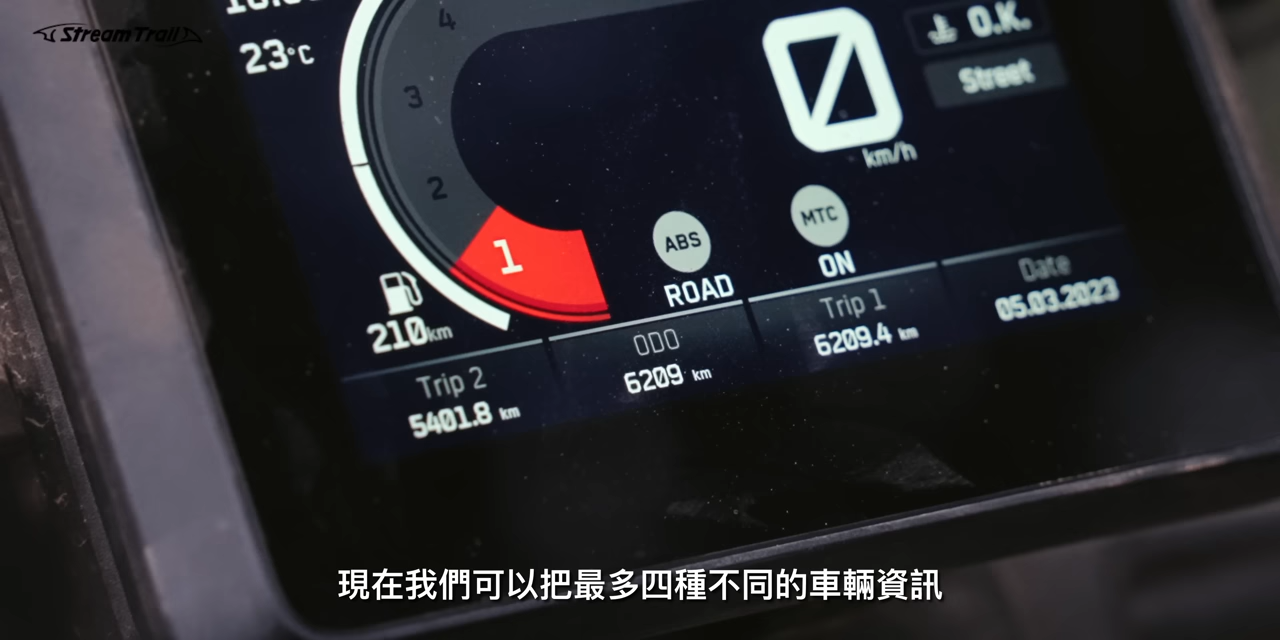 StreamTrail
23°C
4
3
2
1
0
km/h
O.K.
Street
ABS
ROAD
MTC
ON
210km
Trip 2
5401.8 km
ODO
6209 km
Trip 1
6209.4 km
Date
05.03.2023
現在我們可以把最多四種不同的車輛資訊